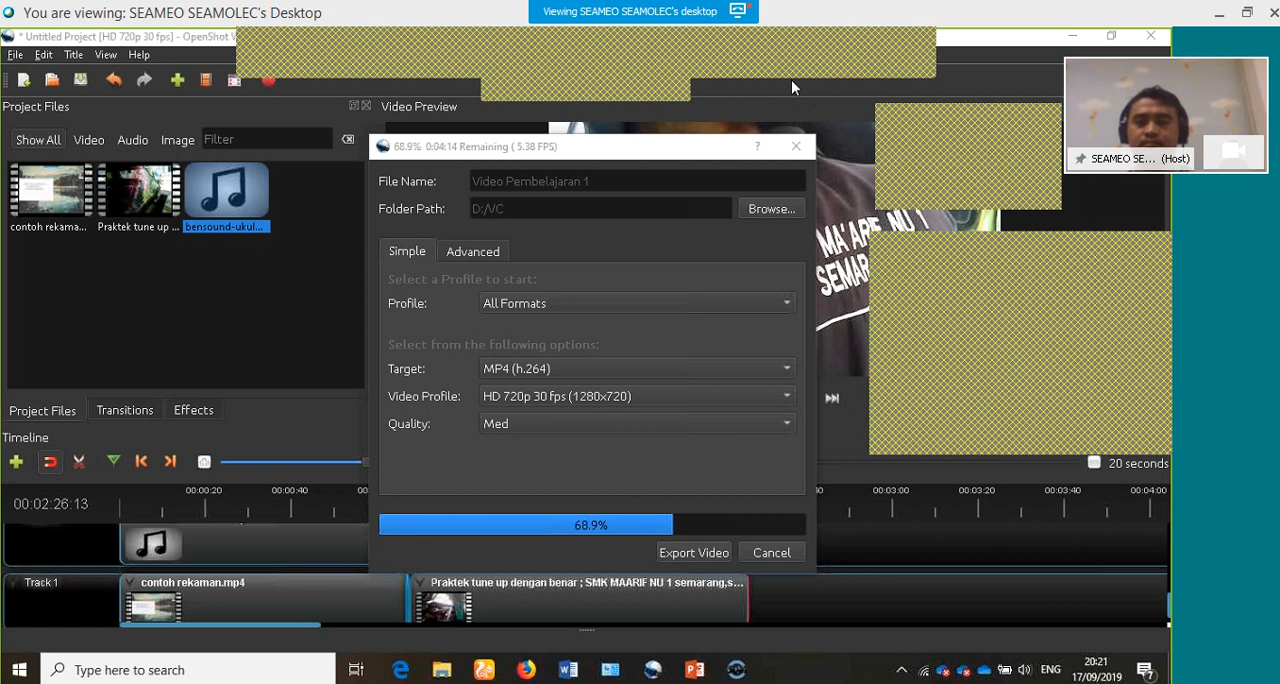 You are viewing: SEAMEO SEAMOLEC's Desktop
Viewing SEAMEO SEAMOLEC's desktop
* Untitled Project [HD 720p 30 fps] - OpenShot V
File Edit Title View Help
Project Files
Video Preview
Show All Video Audio Image Filter
SEAMEO SE... (Host)
contoh rekama...
Praktek tune up ...
bensound-ukul...
68.9% 0:04:14 Remaining ( 5.38 FPS)
File Name: Video Pembelajaran 1
Folder Path: D:/VC Browse...
Simple Advanced
Select a Profile to start:
Profile: All Formats
Select from the following options:
Target: MP4 (h.264)
Video Profile: HD 720p 30 fps (1280x720)
Quality: Med
68.9%
Export Video Cancel
MA'ARIF NU 1
SEMARA
Project Files Transitions Effects
Timeline
20 seconds
00:02:26:13
00:00:20 00:00:40 00:03:00 00:03:20 00:03:40 00:04:00
Track 1
contoh rekaman.mp4
Praktek tune up dengan benar ; SMK MAARIF NU 1 semarang,s...
Type here to search
ENG
20:21
17/09/2019
7